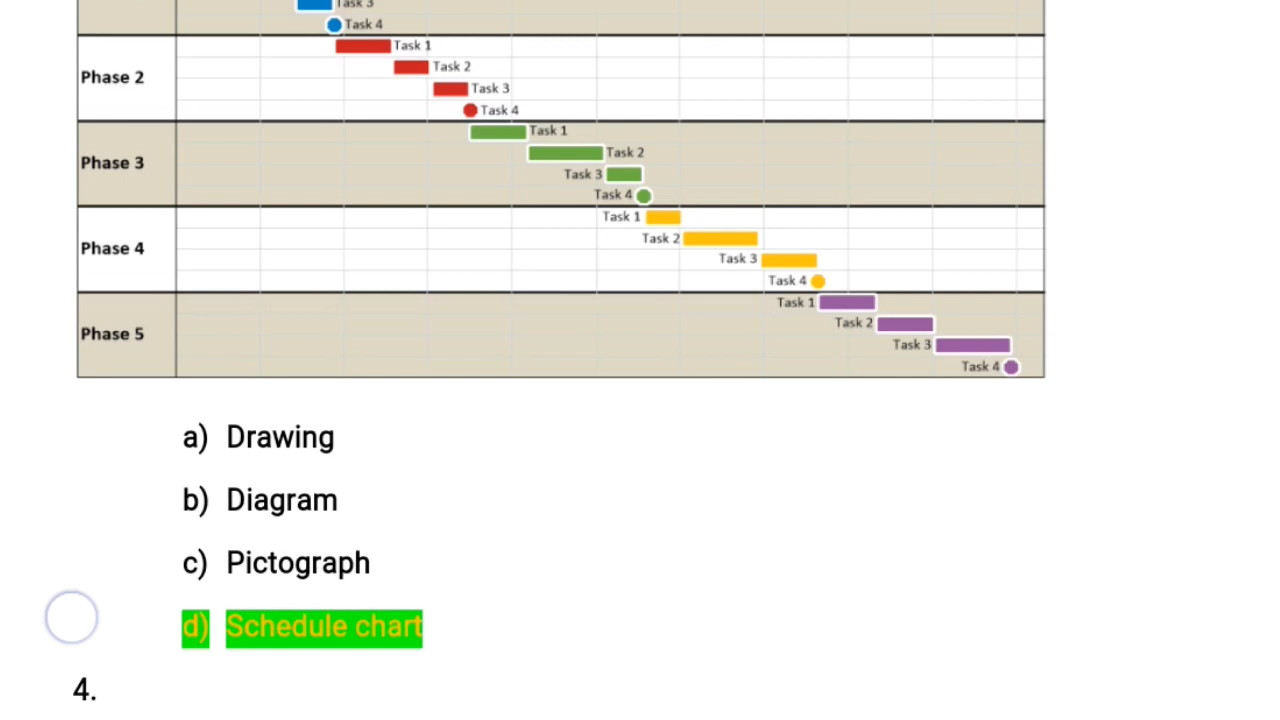 Task 3
Task 4
Task 1
Phase 2
Task 2
Task 3
Task 4
Task 1
Phase 3
Task 2
Task 3
Task 4
Task 1
Phase 4
Task 2
Task 3
Task 4
Task 1
Phase 5
Task 2
Task 3
Task 4
a) Drawing
b) Diagram
c) Pictograph
d) Schedule chart
4.